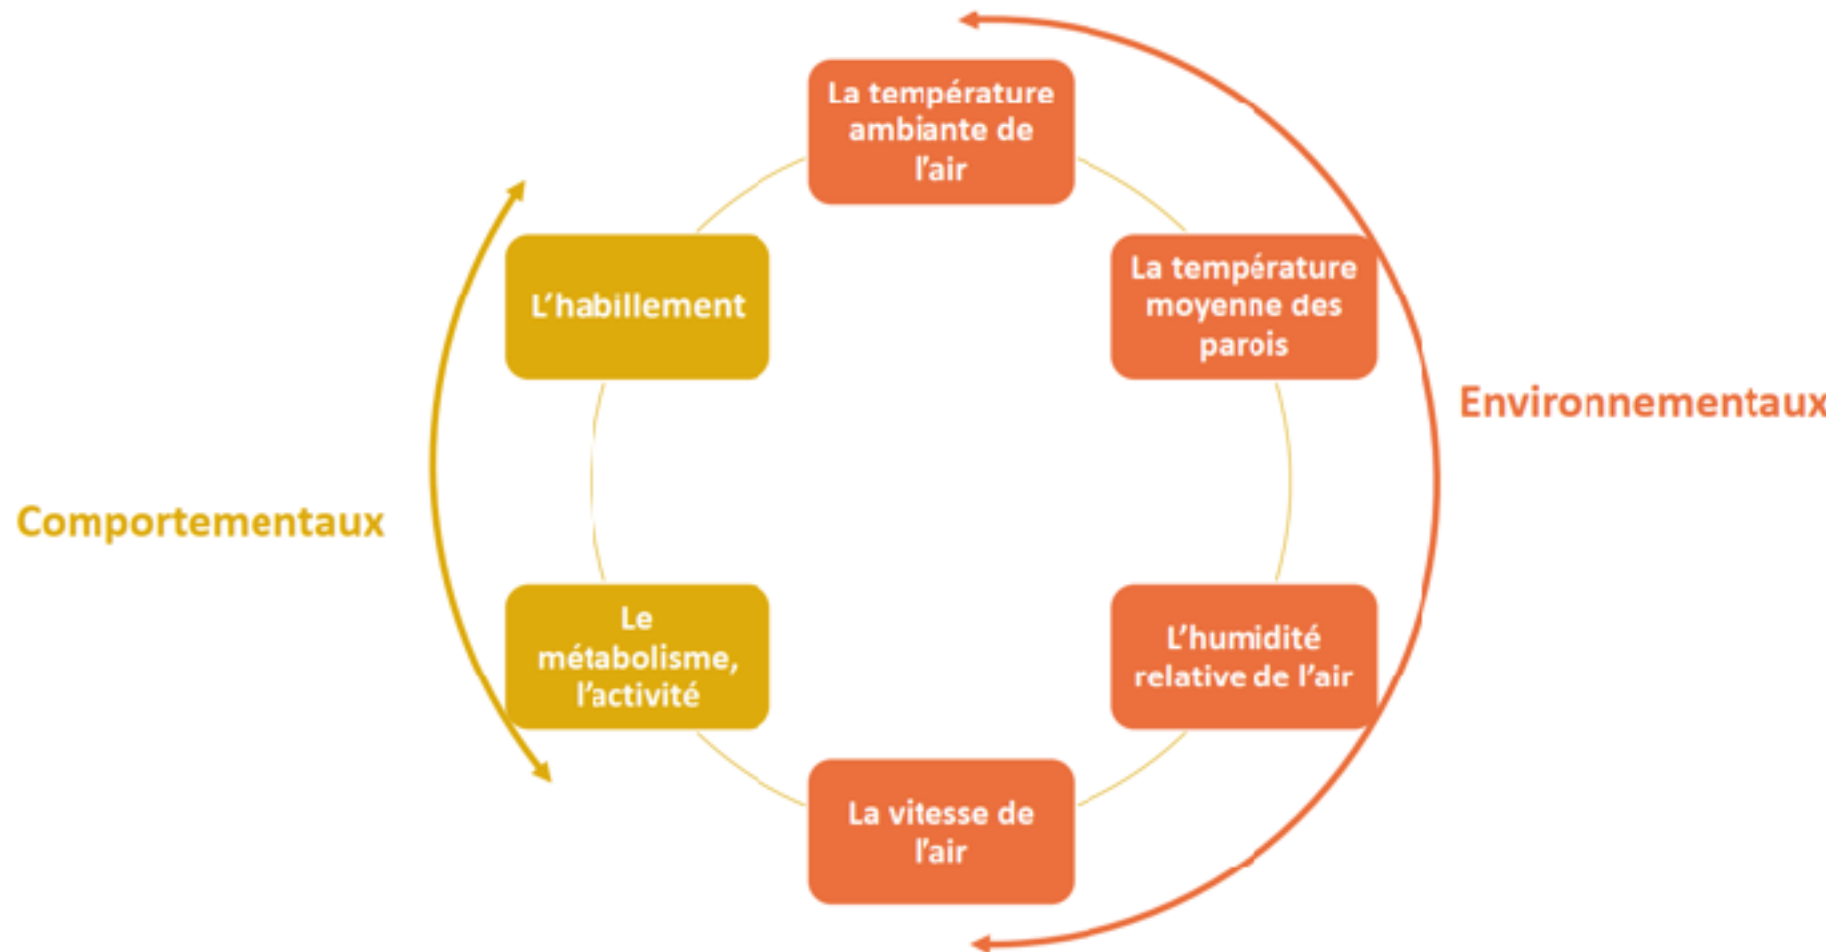 La température
ambiante de
l'air
L'habillement
La température
moyenne des
parois
Environnementaux
Comportementaux
Le
métabolisme,
l'activité
L'humidité
relative de l'air
La vitesse de
l'air